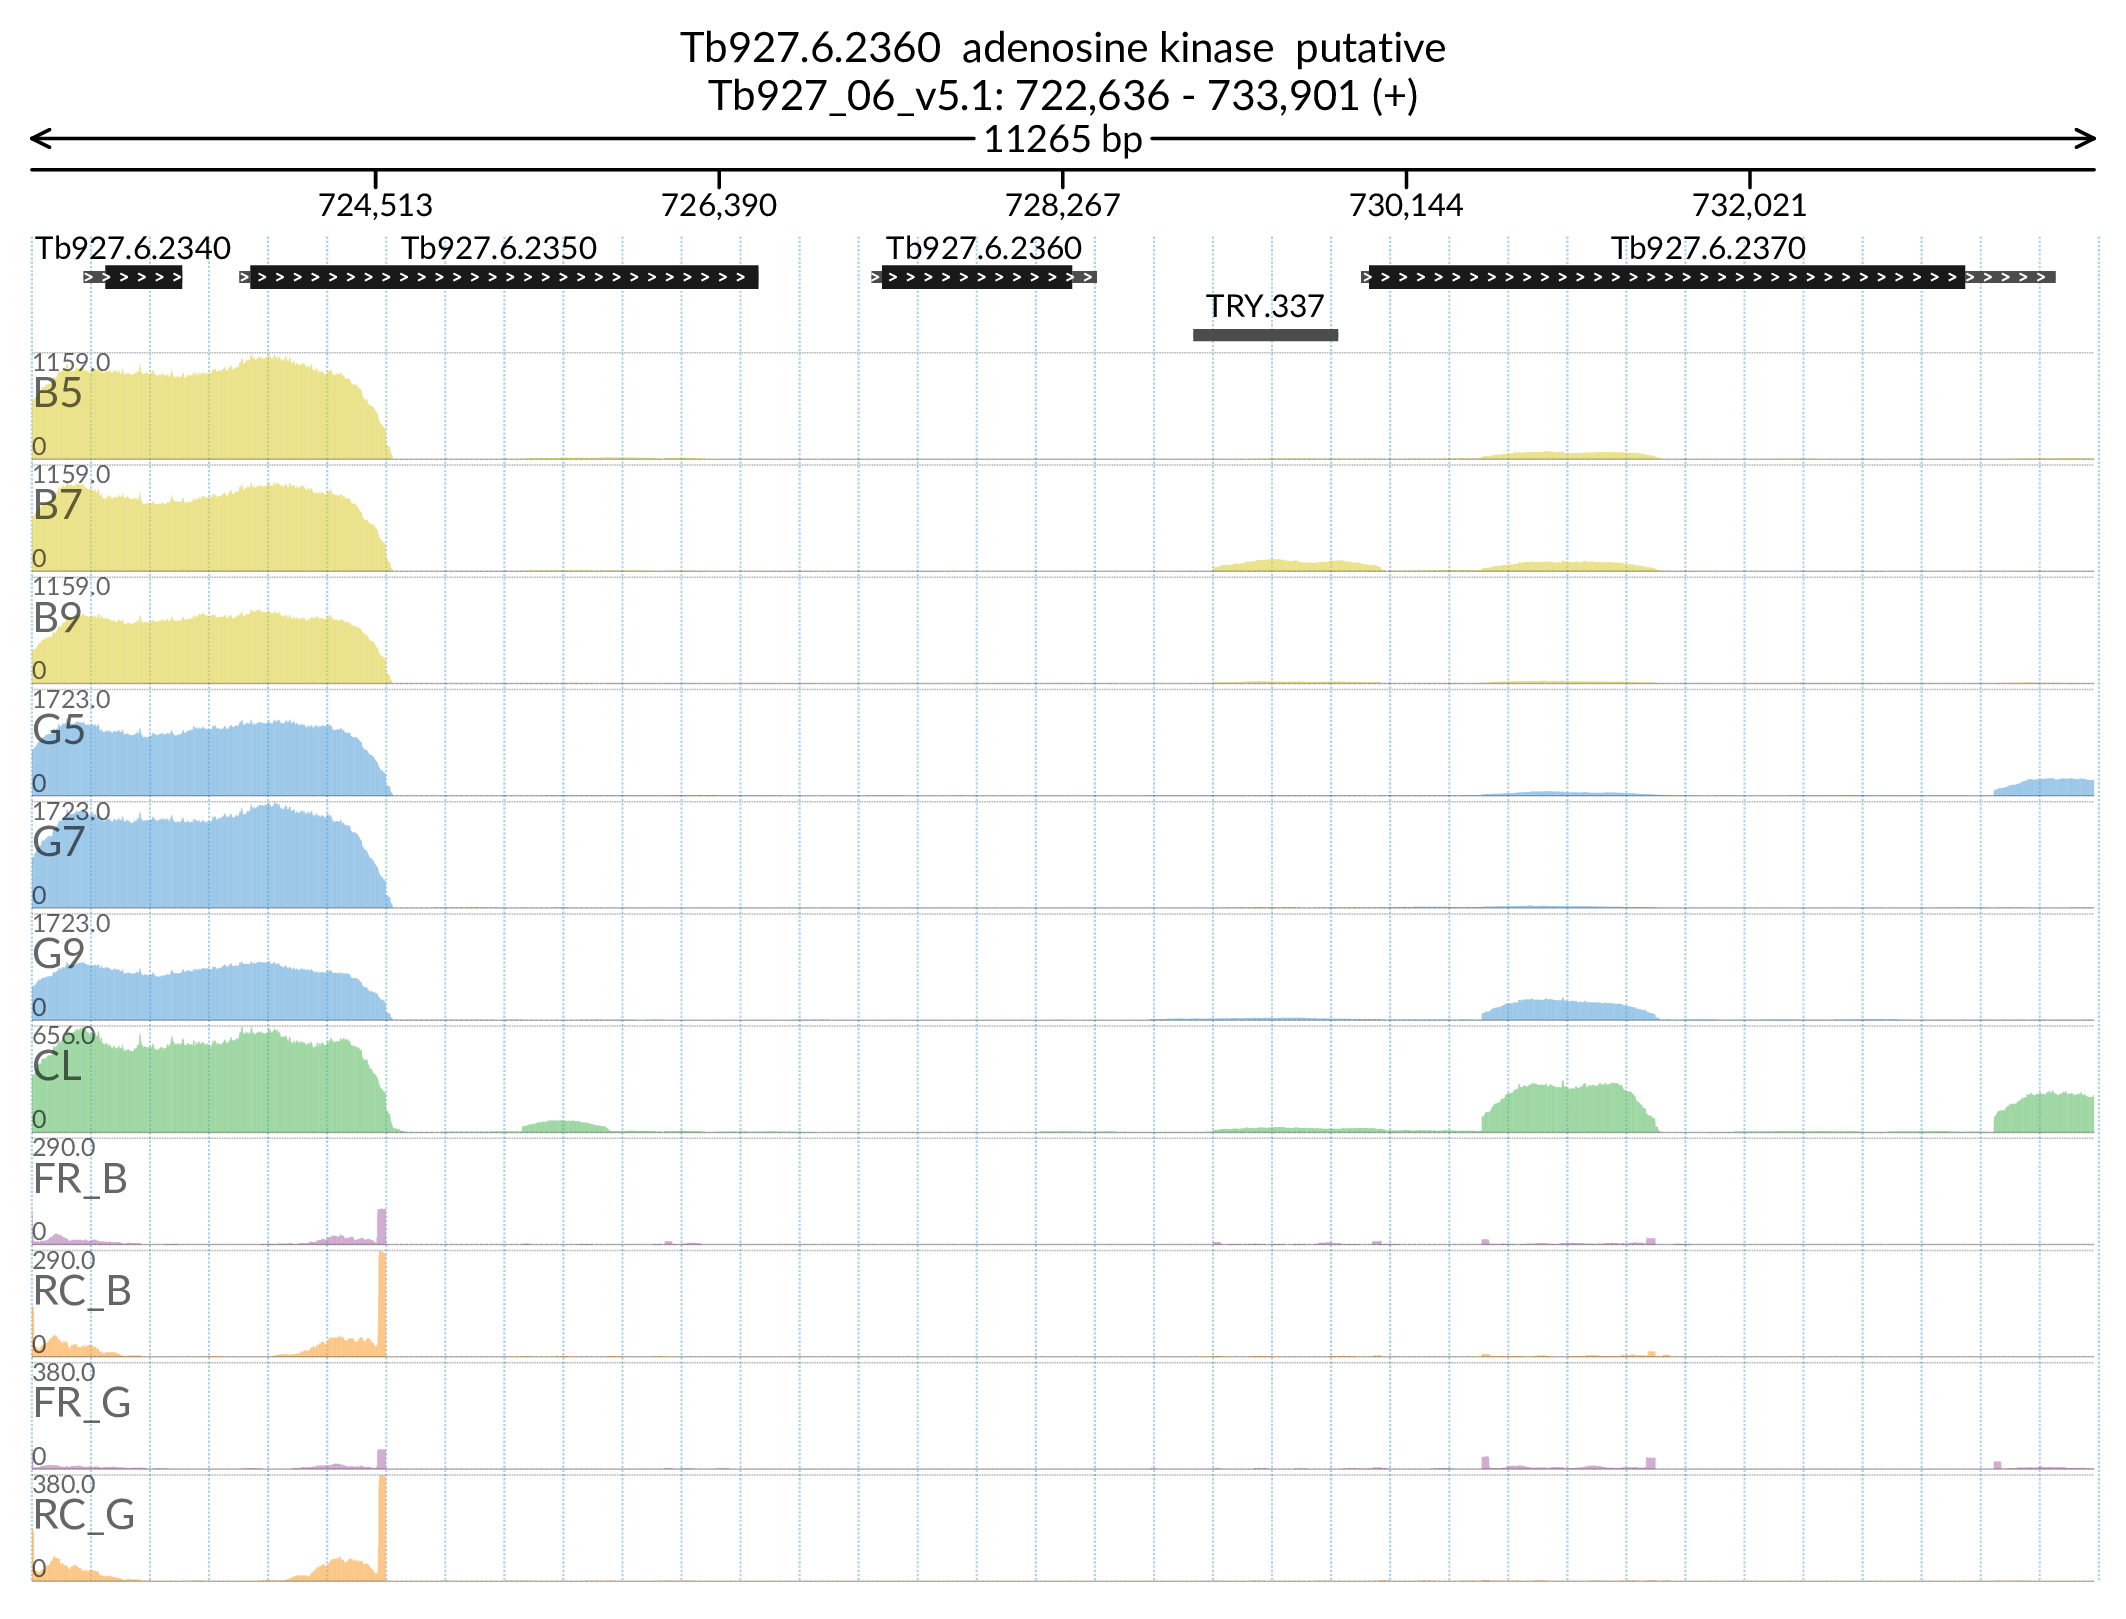 Tb927.6.2360  adenosine kinase  putative
Tb927_06_v5.1: 722,636 - 733,901 (+)
11265 bp
724,513 726,390 728,267 730,144 732,021
Tb927.6.2340 Tb927.6.2350 Tb927.6.2360 Tb927.6.2370
TRY.337
1159.0
B5
0
1159.0
B7
0
1159.0
B9
0
1723.0
G5
0
1723.0
G7
0
1723.0
G9
0
656.0
CL
0
290.0
FR_B
0
290.0
RC_B
0
380.0
FR_G
0
380.0
RC_G
0